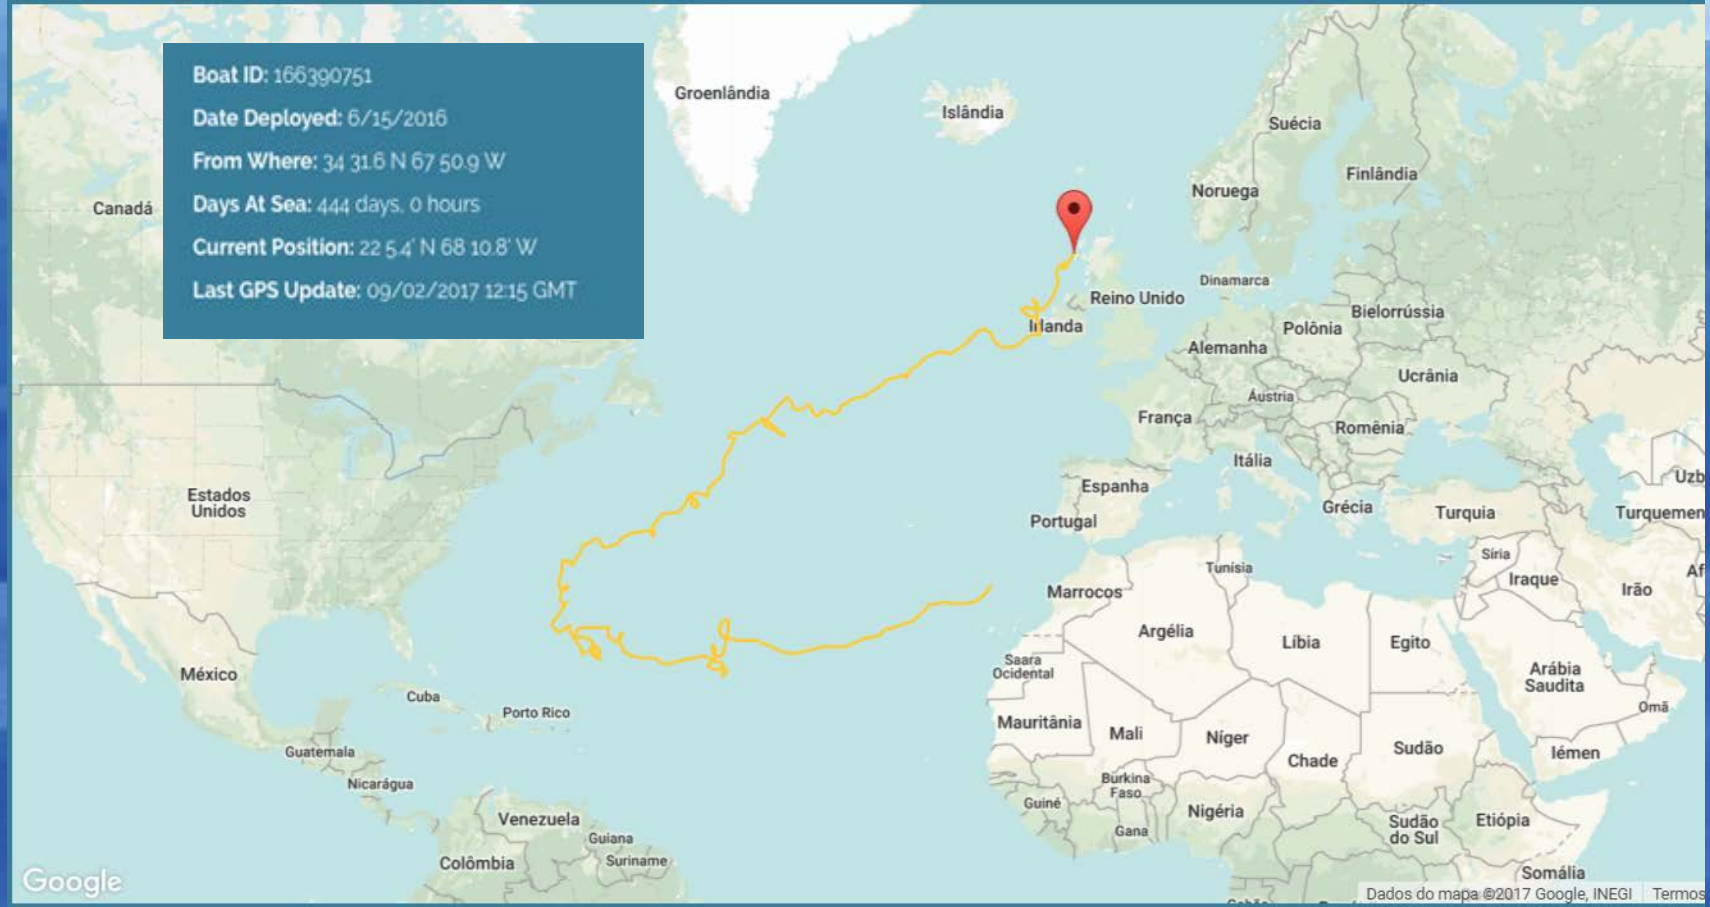 Boat ID: 166390751
Date Deployed: 6/15/2016
From Where: 34 31.6 N 67 50.9 W
Days At Sea: 444 days, 0 hours
Current Position: 22 5.4' N 68 10.8' W
Last GPS Update: 09/02/2017 12:15 GMT
Groenlândia
Islândia
Suécia
Finlândia
Noruega
Canadá
Dinamarca
Reino Unido
Bielorrússia
Irlanda
Polônia
Alemanha
Ucrânia
Áustria
França
Romênia
Itália
Espanha
Estados
Unidos
Grécia
Portugal
Turquia
Uzb
Turquemen
Síria
Tunísia
Iraque
Af
Irão
Marrocos
Argélia
Líbia
Egito
Saara
Ocidental
Arábia
Saudita
México
Cuba
Porto Rico
Omã
Mauritânia
Mali
Níger
Sudão
Iémen
Chade
Guatemala
Nicarágua
Burkina
Faso
Guiné
Nigéria
Gana
Sudão
do Sul
Etiópia
Venezuela
Guiana
Suriname
Colômbia
Somália
Google
Dados do mapa ©2017 Google, INEGI
Termos